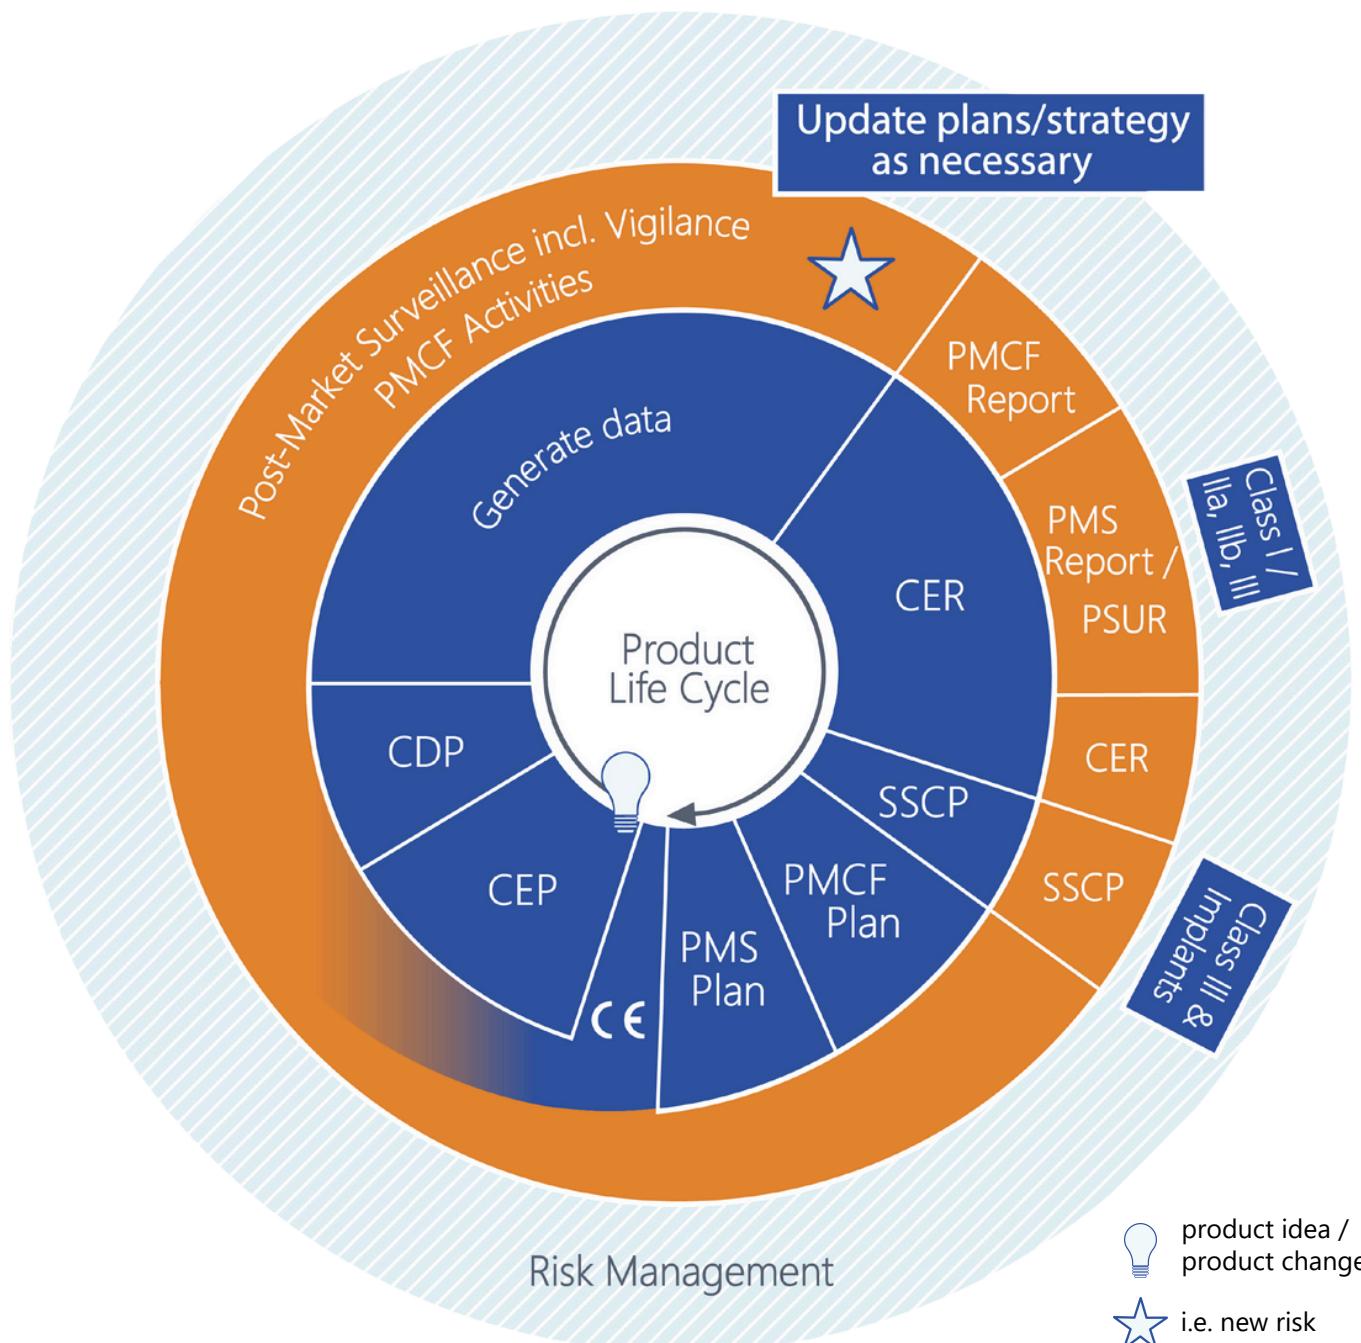 Update plans/strategy
as necessary
Post-Market Surveillance incl. Vigilance
PMCF Activities
PMCF
Report
Generate data
Class I /
IIa, IIb, III
PMS
Report /
PSUR
CER
Product
Life Cycle
CDP
CER
SSCP
PMCF
Plan
CEP
SSCP
PMS
Plan
CE
Class III &
Implants
Risk Management
product idea /
product change
i.e. new risk